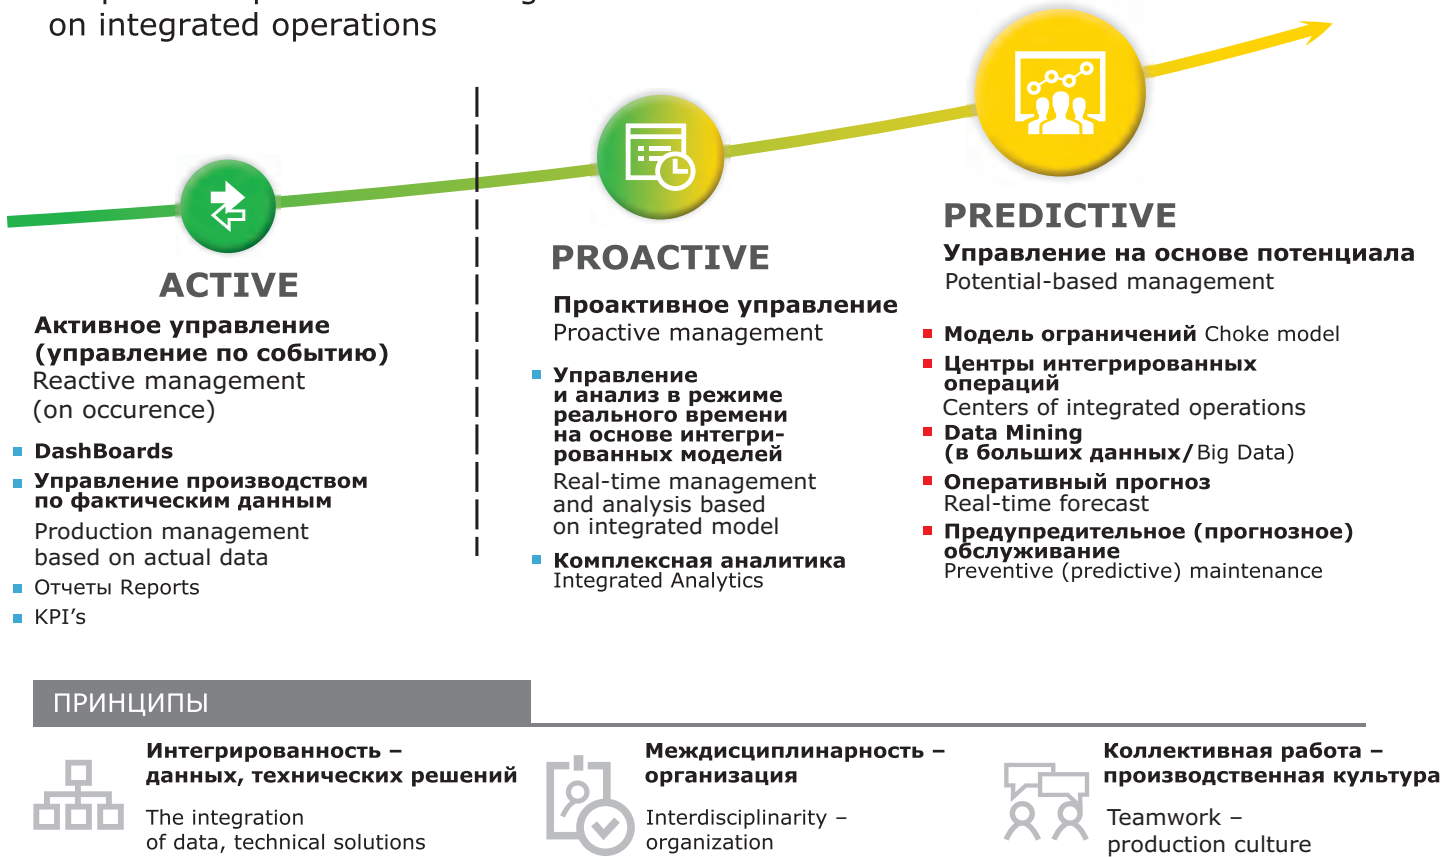 on integrated operations
ACTIVE
Активное управление
(управление по событию)
Reactive management
(on occurence)
DashBoards
Управление производством
по фактическим данным
Production management
based on actual data
Отчеты Reports
KPI’s
PROACTIVE
Проактивное управление
Proactive management
Управление
и анализ в режиме
реального времени
на основе интегри-
рованных моделей
Real-time management
and analysis based
on integrated model
Комплексная аналитика
Integrated Analytics
PREDICTIVE
Управление на основе потенциала
Potential-based management
Модель ограничений Choke model
Центры интегрированных
операций
Centers of integrated operations
Data Mining
(в больших данных/Big Data)
Оперативный прогноз
Real-time forecast
Предупредительное (прогнозное)
обслуживание
Preventive (predictive) maintenance
ПРИНЦИПЫ
Интегрированность –
данных, технических решений
The integration
of data, technical solutions
Междисциплинарность –
организация
Interdisciplinarity –
organization
Коллективная работа –
производственная культура
Teamwork –
production culture